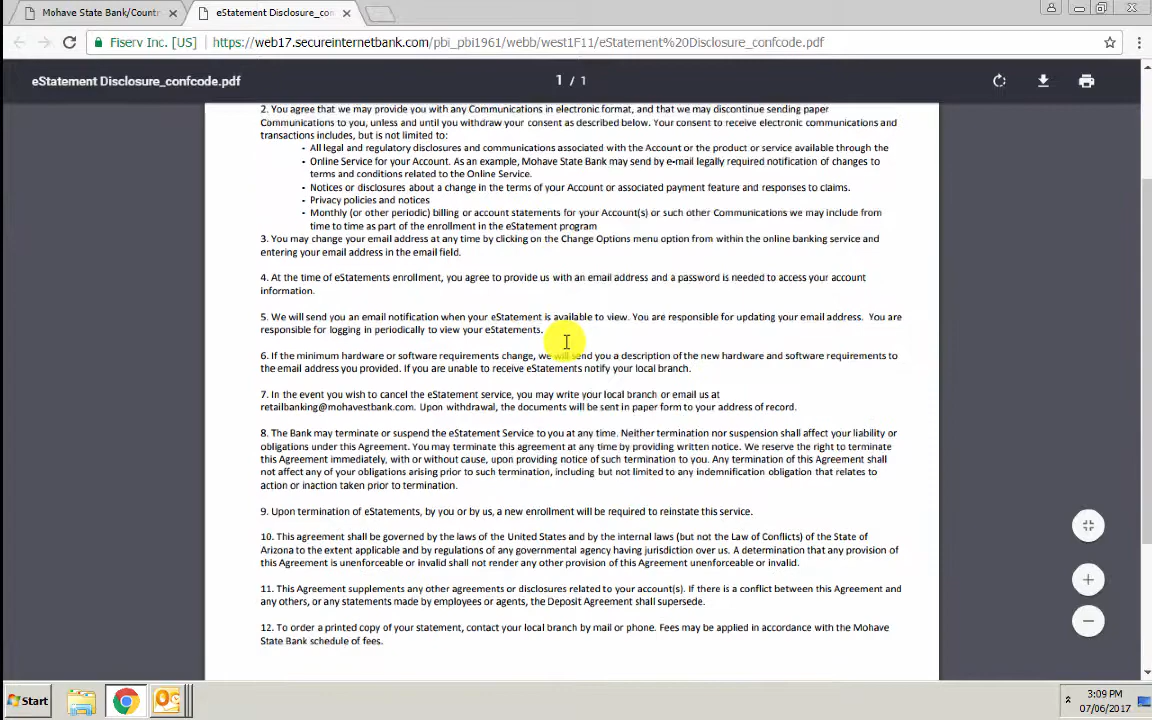 Mohave State Bank/Countr
eStatement Disclosure_con
Fiserv Inc. [US]
https://web17.secureinternetbank.com/pbi_pbi1961/webb/west1F11/eStatement%20Disclosure_confcode.pdf
eStatement Disclosure_confcode.pdf
1 / 1
2. You agree that we may provide you with any Communications in electronic format, and that we may discontinue sending paper
Communications to you, unless and until you withdraw your consent as described below. Your consent to receive electronic communications and
transactions includes, but is not limited to:
• All legal and regulatory disclosures and communications associated with the Account or the product or service available through the
• Online Service for your Account. As an example, Mohave State Bank may send by e-mail legally required notification of changes to
terms and conditions related to the Online Service.
• Notices or disclosures about a change in the terms of your Account or associated payment feature and responses to claims.
• Privacy policies and notices
• Monthly (or other periodic) billing or account statements for your Account(s) or such other Communications we may include from
time to time as part of the enrollment in the eStatement program
3. You may change your email address at any time by clicking on the Change Options menu option from within the online banking service and
entering your email address in the email field.
4. At the time of eStatements enrollment, you agree to provide us with an email address and a password is needed to access your account
information.
5. We will send you an email notification when your eStatement is available to view. You are responsible for updating your email address. You are
responsible for logging in periodically to view your eStatements.
6. If the minimum hardware or software requirements change, we will send you a description of the new hardware and software requirements to
the email address you provided. If you are unable to receive eStatements notify your local branch.
7. In the event you wish to cancel the eStatement service, you may write your local branch or email us at
retailbanking@mohavestbank.com. Upon withdrawal, the documents will be sent in paper form to your address of record.
8. The Bank may terminate or suspend the eStatement Service to you at any time. Neither termination nor suspension shall affect your liability or
obligations under this Agreement. You may terminate this agreement at any time by providing written notice. We reserve the right to terminate
this Agreement immediately, with or without cause, upon providing notice of such termination to you. Any termination of this Agreement shall
not affect any of your obligations arising prior to such termination, including but not limited to any indemnification obligation that relates to
action or inaction taken prior to termination.
9. Upon termination of eStatements, by you or by us, a new enrollment will be required to reinstate this service.
10. This agreement shall be governed by the laws of the United States and by the internal laws (but not the Law of Conflicts) of the State of
Arizona to the extent applicable and by regulations of any governmental agency having jurisdiction over us. A determination that any provision of
this Agreement is unenforceable or invalid shall not render any other provision of this Agreement unenforceable or invalid.
11. This Agreement supplements any other agreements or disclosures related to your account(s). If there is a conflict between this Agreement and
any others, or any statements made by employees or agents, the Deposit Agreement shall supersede.
12. To order a printed copy of your statement, contact your local branch by mail or phone. Fees may be applied in accordance with the Mohave
State Bank schedule of fees.
Start
3:09 PM
07/06/2017